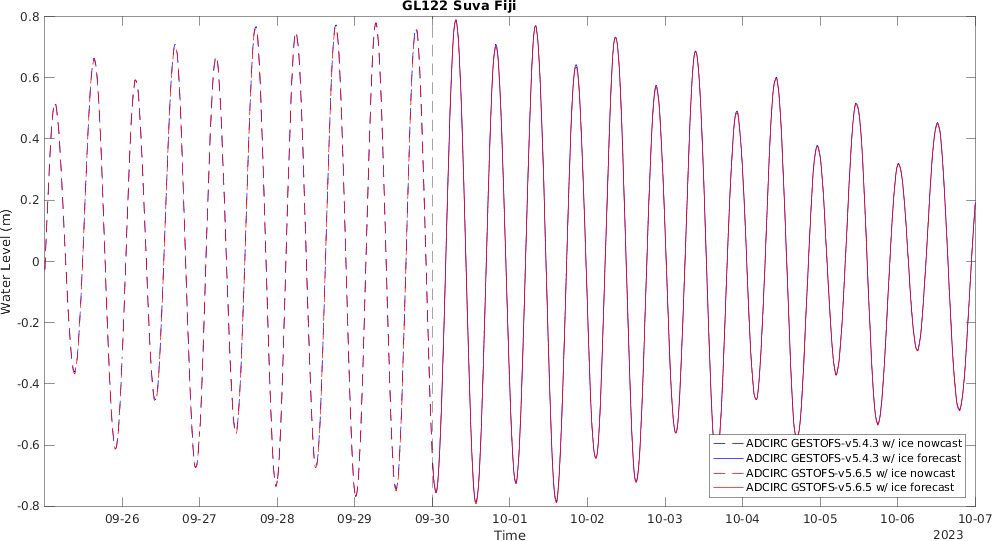 GL122 Suva Fiji
Water Level (m)
0.8
0.6
0.4
0.2
0
-0.2
-0.4
-0.6
-0.8
ADCIRC GESTOFS-v5.4.3 w/ ice nowcast
ADCIRC GESTOFS-v5.4.3 w/ ice forecast
ADCIRC GSTOFS-v5.6.5 w/ ice nowcast
ADCIRC GSTOFS-v5.6.5 w/ ice forecast
09-26 09-27 09-28 09-29 09-30 10-01 10-02 10-03 10-04 10-05 10-06 10-07
Time
2023